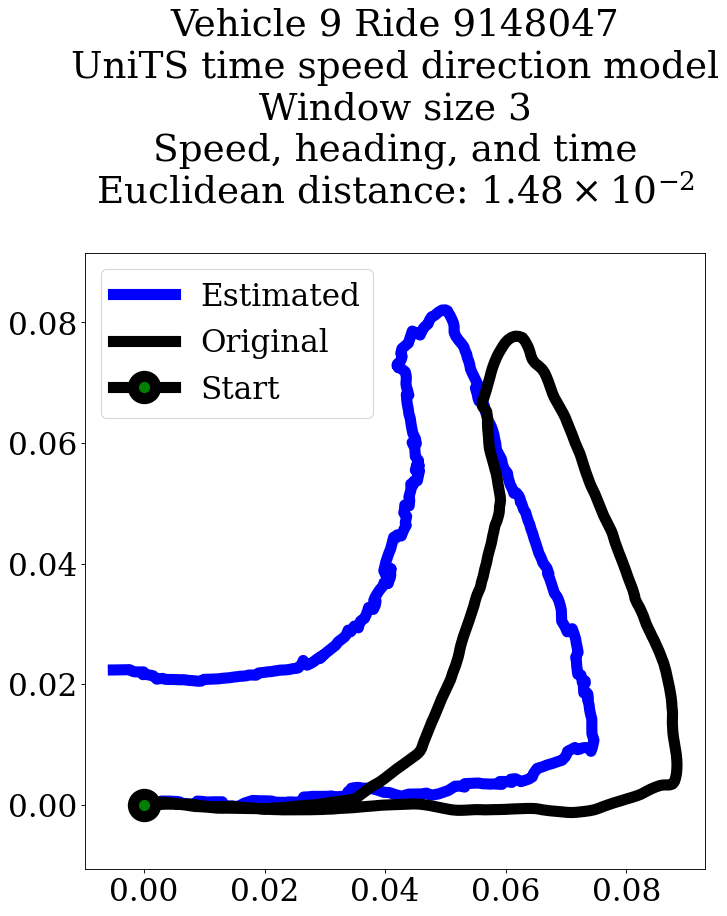 Vehicle 9 Ride 9148047
UniTS time speed direction model
Window size 3
Speed, heading, and time
Euclidean distance: 1.48 × 10⁻²
Estimated
Original
Start
0.08
0.06
0.04
0.02
0.00
0.00 0.02 0.04 0.06 0.08